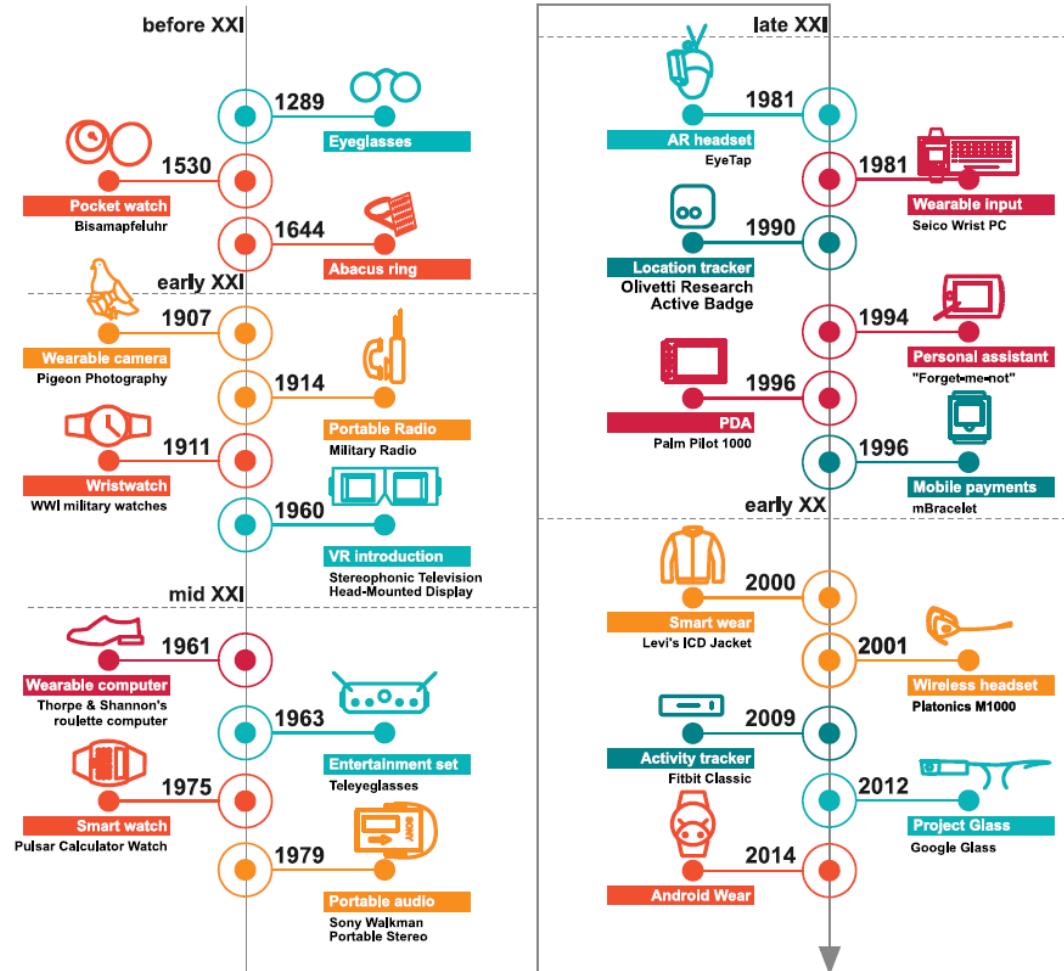 before XXI
1289
Eyeglasses
1530
Pocket watch
Bisamapfeluhr
1644
Abacus ring
early XXI
1907
Wearable camera
Pigeon Photography
1914
Portable Radio
Military Radio
1911
Wristwatch
WWI military watches
1960
VR introduction
Stereophonic Television
Head-Mounted Display
mid XXI
1961
Wearable computer
Thorpe & Shannon's
roulette computer
1963
Entertainment set
Teleyeglasses
1975
Smart watch
Pulsar Calculator Watch
SONY
1979
Portable audio
Sony Walkman
Portable Stereo
late XXI
1981
AR headset
EyeTap
1981
Wearable input
Seico Wrist PC
1990
Location tracker
Olivetti Research
Active Badge
1994
Personal assistant
"Forget-me-not"
1996
PDA
Palm Pilot 1000
1996
Mobile payments
mBracelet
early XX
2000
Smart wear
Levi's ICD Jacket
2001
Wireless headset
Platonics M1000
2009
Activity tracker
Fitbit Classic
2012
Project Glass
Google Glass
2014
Android Wear